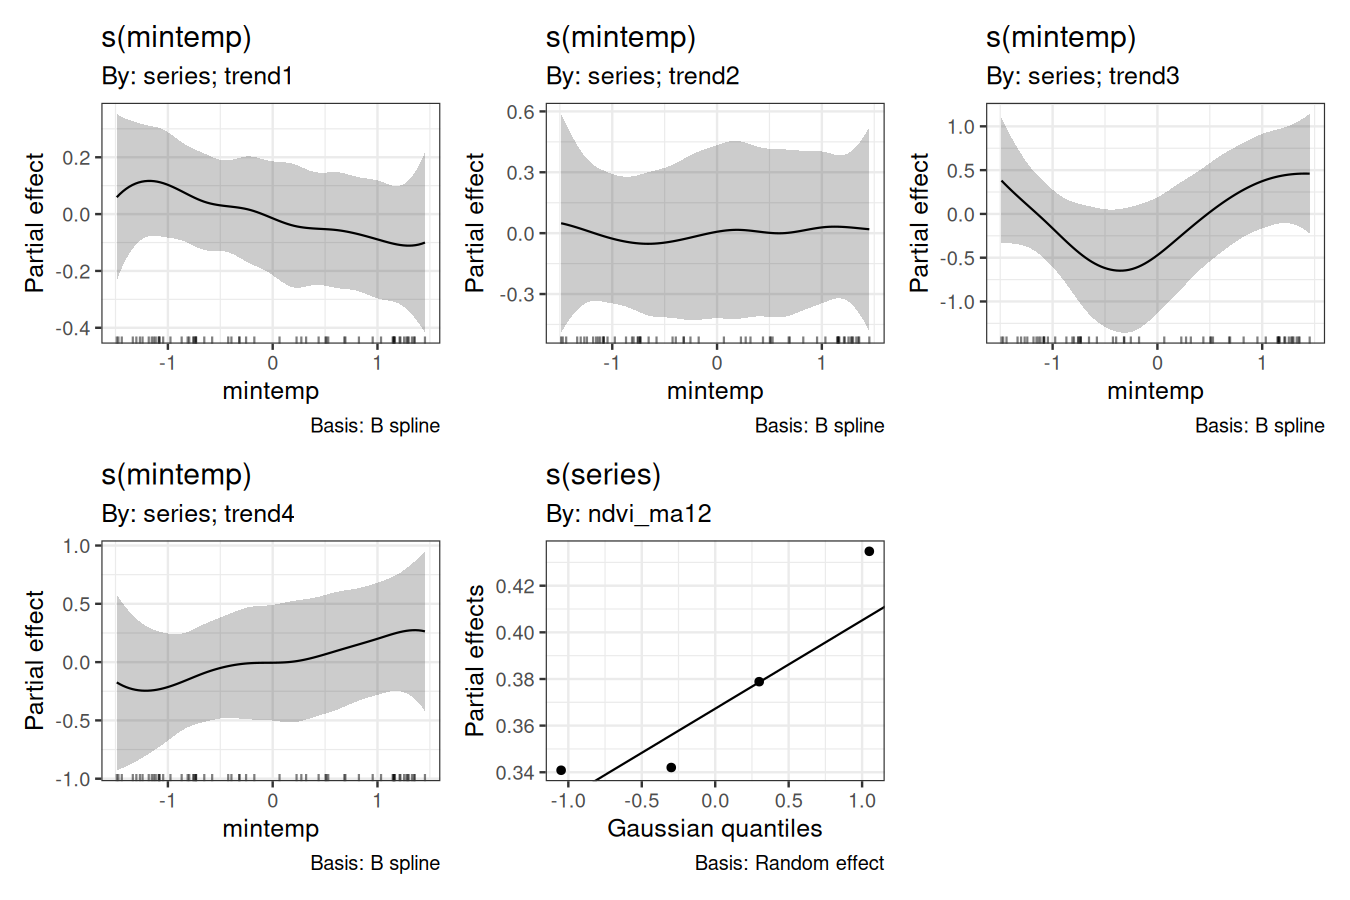 s(mintemp)
By: series; trend1
Partial effect
0.2
0.0
-0.2
-0.4
-1
0
1
mintemp
Basis: B spline
s(mintemp)
By: series; trend2
Partial effect
0.6
0.3
0.0
-0.3
-1
0
1
mintemp
Basis: B spline
s(mintemp)
By: series; trend3
Partial effect
1.0
0.5
0.0
-0.5
-1.0
-1
0
1
mintemp
Basis: B spline
s(mintemp)
By: series; trend4
Partial effect
1.0
0.5
0.0
-0.5
-1.0
-1
0
1
mintemp
Basis: B spline
s(series)
By: ndvi_ma12
Partial effects
0.42
0.40
0.38
0.36
0.34
-1.0
-0.5
0.0
0.5
1.0
Gaussian quantiles
Basis: Random effect